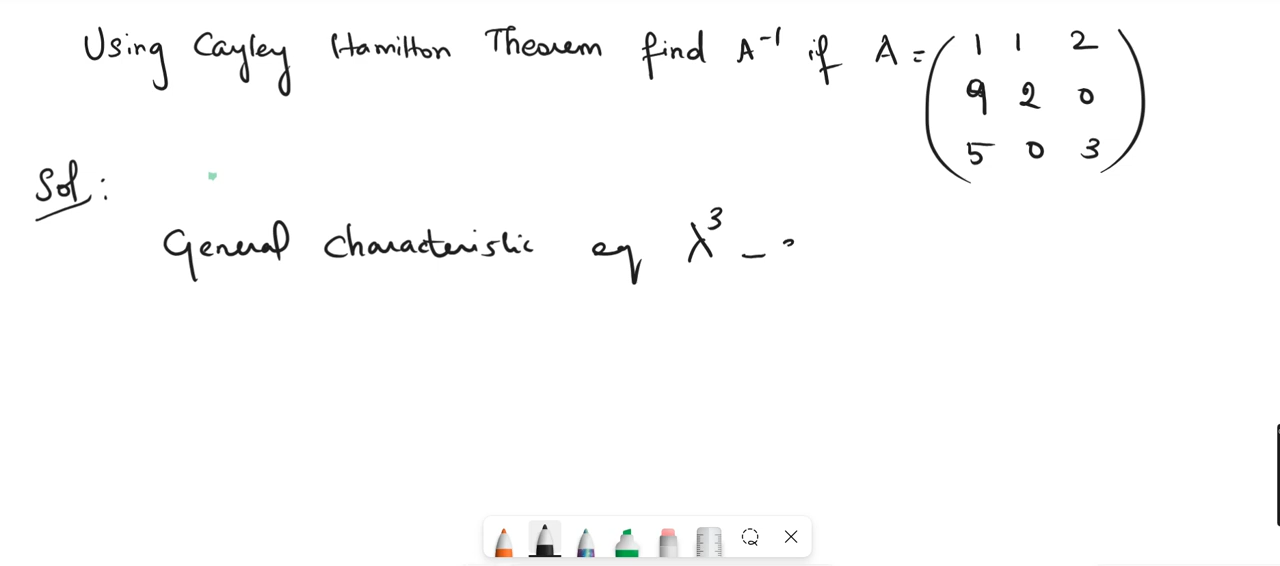 Using Cayley Hamilton Theorem find A⁻¹ if A = (1 1 2
9 2 0
5 0 3)
Sol:
General characteristic eq λ³ –